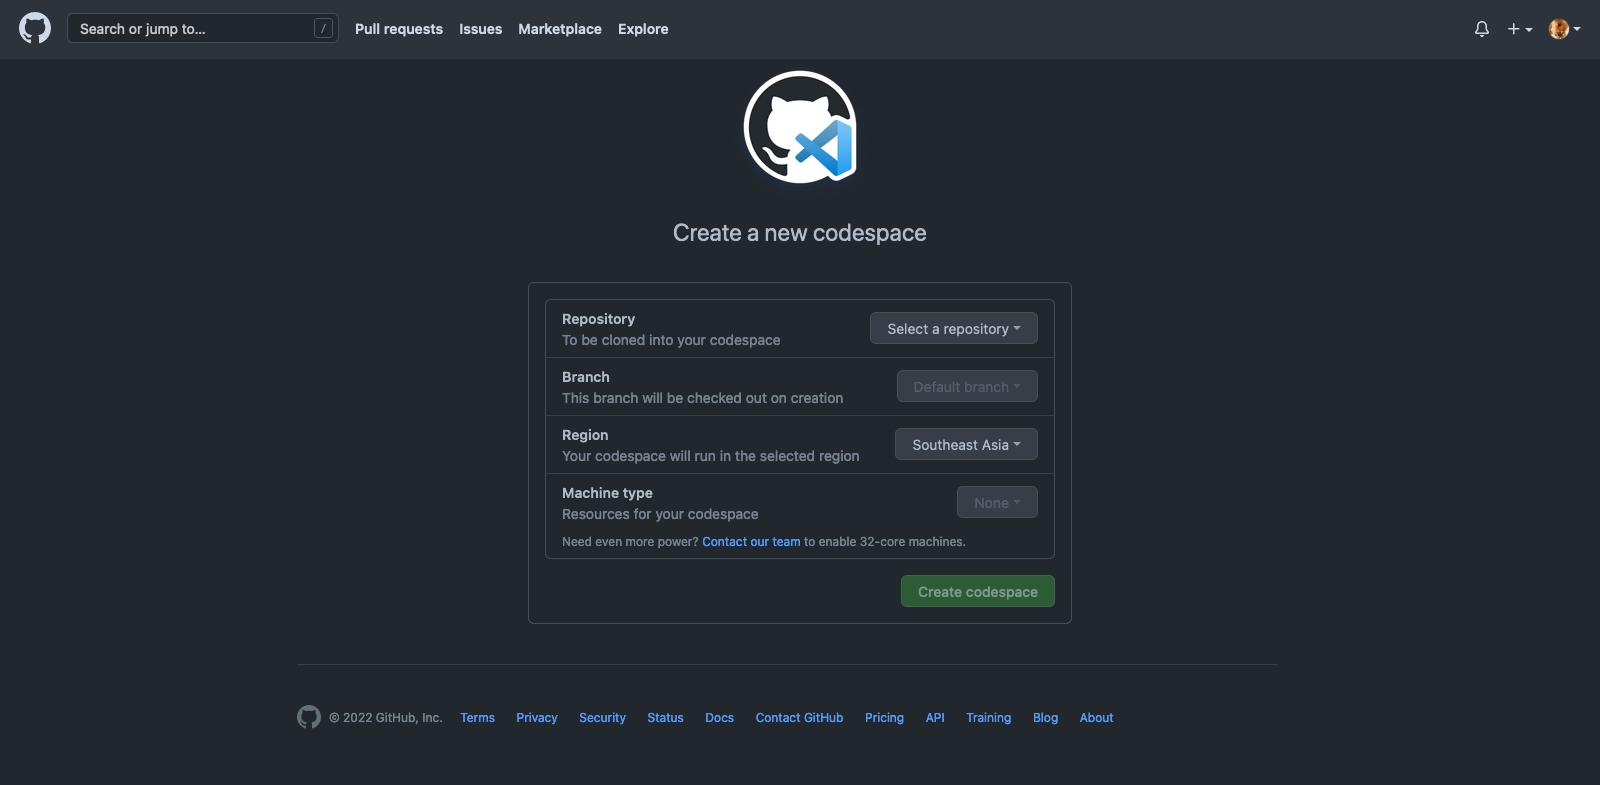 Search or jump to... /
Pull requests Issues Marketplace Explore
Create a new codespace
Repository
To be cloned into your codespace
Select a repository
Branch
This branch will be checked out on creation
Default branch
Region
Your codespace will run in the selected region
Southeast Asia
Machine type
Resources for your codespace
None
Need even more power? Contact our team to enable 32-core machines.
Create codespace
© 2022 GitHub, Inc. Terms Privacy Security Status Docs Contact GitHub Pricing API Training Blog About